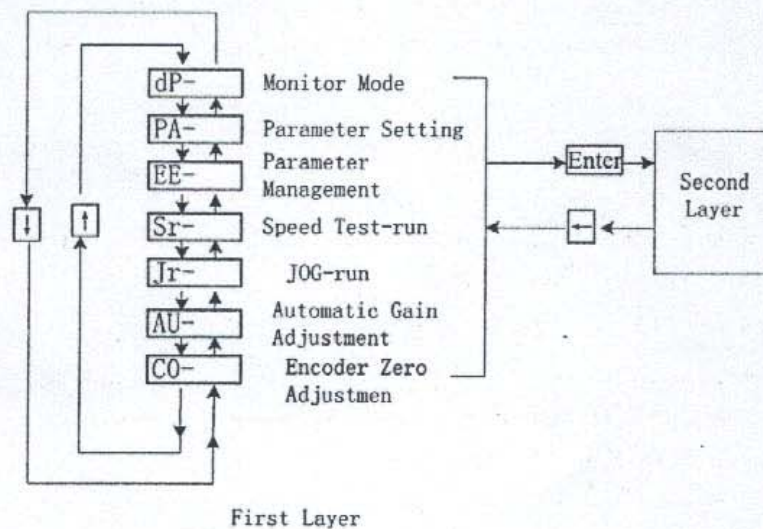 dP-  Monitor Mode
PA-  Parameter Setting
EE-  Parameter
Management
Sr-  Speed Test-run
Jr-  JOG-run
AU-  Automatic Gain
Adjustment
CO-  Encoder Zero
Adjustmen
↓
↑
Enter
←
Second
Layer
First Layer